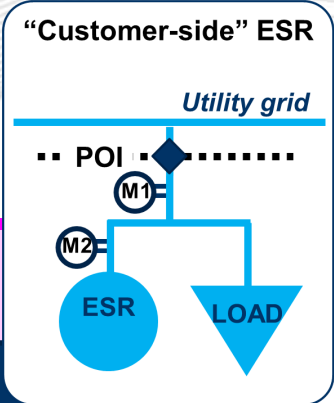 “Customer-side” ESR
Utility grid
POI
M1
M2
ESR
LOAD